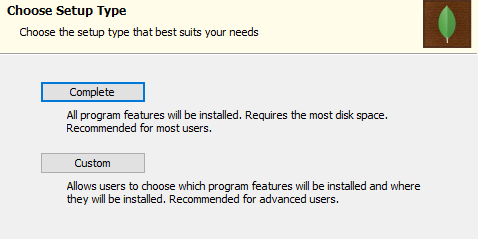 Choose Setup Type
Choose the setup type that best suits your needs
Complete
All program features will be installed. Requires the most disk space.
Recommended for most users.
Custom
Allows users to choose which program features will be installed and where
they will be installed. Recommended for advanced users.